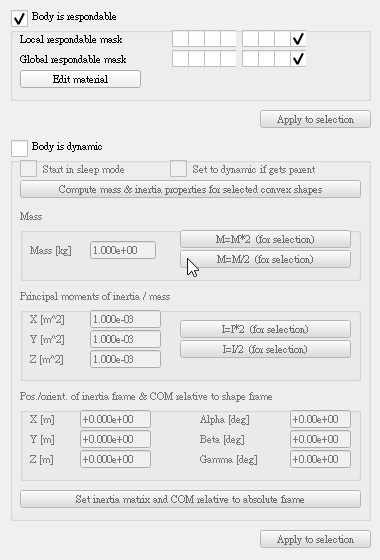 Body is respondable
Local respondable mask
Global respondable mask
Edit material
Apply to selection
Body is dynamic
Start in sleep mode Set to dynamic if gets parent
Compute mass & inertia properties for selected convex shapes
Mass
Mass [kg] 1.000e+00 M=M*2 (for selection)
M=M/2 (for selection)
Principal moments of inertia / mass
X [m^2] 1.000e-03 I=I*2 (for selection)
Y [m^2] 1.000e-03
I=I/2 (for selection)
Z [m^2] 1.000e-03
Pos./orient. of inertia frame & COM relative to shape frame
X [m] +0.000e+00 Alpha [deg] +0.00e+00
Y [m] +0.000e+00 Beta [deg] +0.00e+00
Z [m] +0.000e+00 Gamma [deg] +0.00e+00
Set inertia matrix and COM relative to absolute frame
Apply to selection